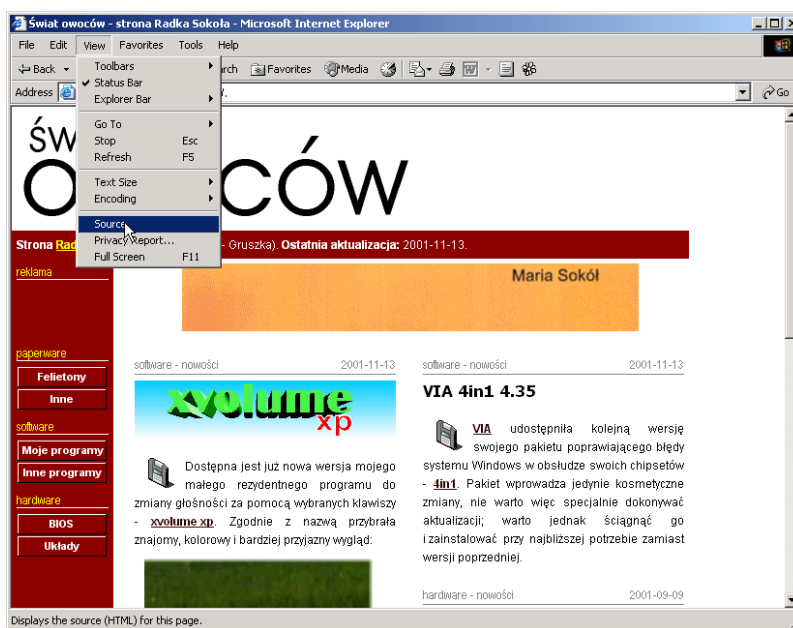 Świat owoców - strona Radka Sokoła - Microsoft Internet Explorer
File Edit View Favorites Tools Help
Back rch Favorites Media
Address Go
Toolbars
Status Bar
Explorer Bar
Go To
Stop Esc
Refresh F5
Text Size
Encoding
Source
Privacy Report...
Full Screen F11
ŚW
OCÓW
Strona Rad - Gruszka). Ostatnia aktualizacja: 2001-11-13.
reklama
Maria Sokół
paperware
Felietony
Inne
software
Moje programy
Inne programy
hardware
BIOS
Układy
software - nowości 2001-11-13
xvolume
xp
Dostępna jest już nowa wersja mojego
małego rezydentnego programu do
zmiany głośności za pomocą wybranych klawiszy
- xvolume xp. Zgodnie z nazwą przybrała
znajomy, kolorowy i bardziej przyjazny wygląd:
software - nowości 2001-11-13
VIA 4in1 4.35
VIA udostępniła kolejną wersję
swojego pakietu poprawiającego błędy
systemu Windows w obsłudze swoich chipsetów
- 4in1. Pakiet wprowadza jedynie kosmetyczne
zmiany, nie warto więc specjalnie dokonywać
aktualizacji; warto jednak ściągnąć go
i zainstalować przy najbliższej potrzebie zamiast
wersji poprzedniej.
hardware - nowości 2001-09-09
Displays the source (HTML) for this page.